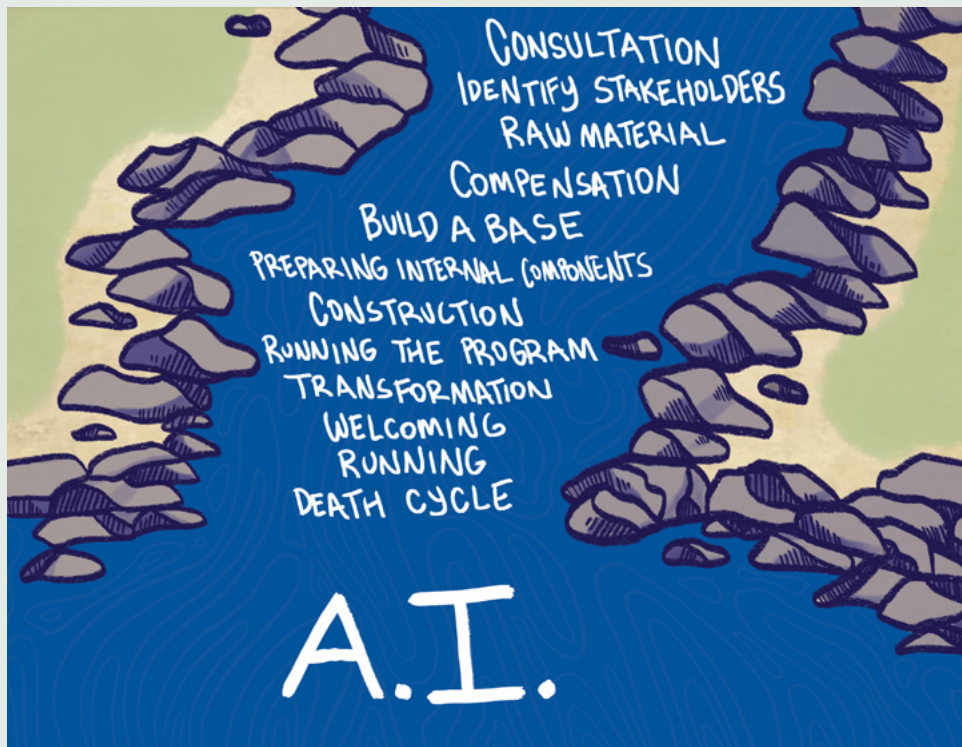 CONSULTATION
IDENTIFY STAKEHOLDERS
RAW MATERIAL
COMPENSATION
BUILD A BASE
PREPARING INTERNAL COMPONENTS
CONSTRUCTION
RUNNING THE PROGRAM
TRANSFORMATION
WELCOMING
RUNNING
DEATH CYCLE
A.I.